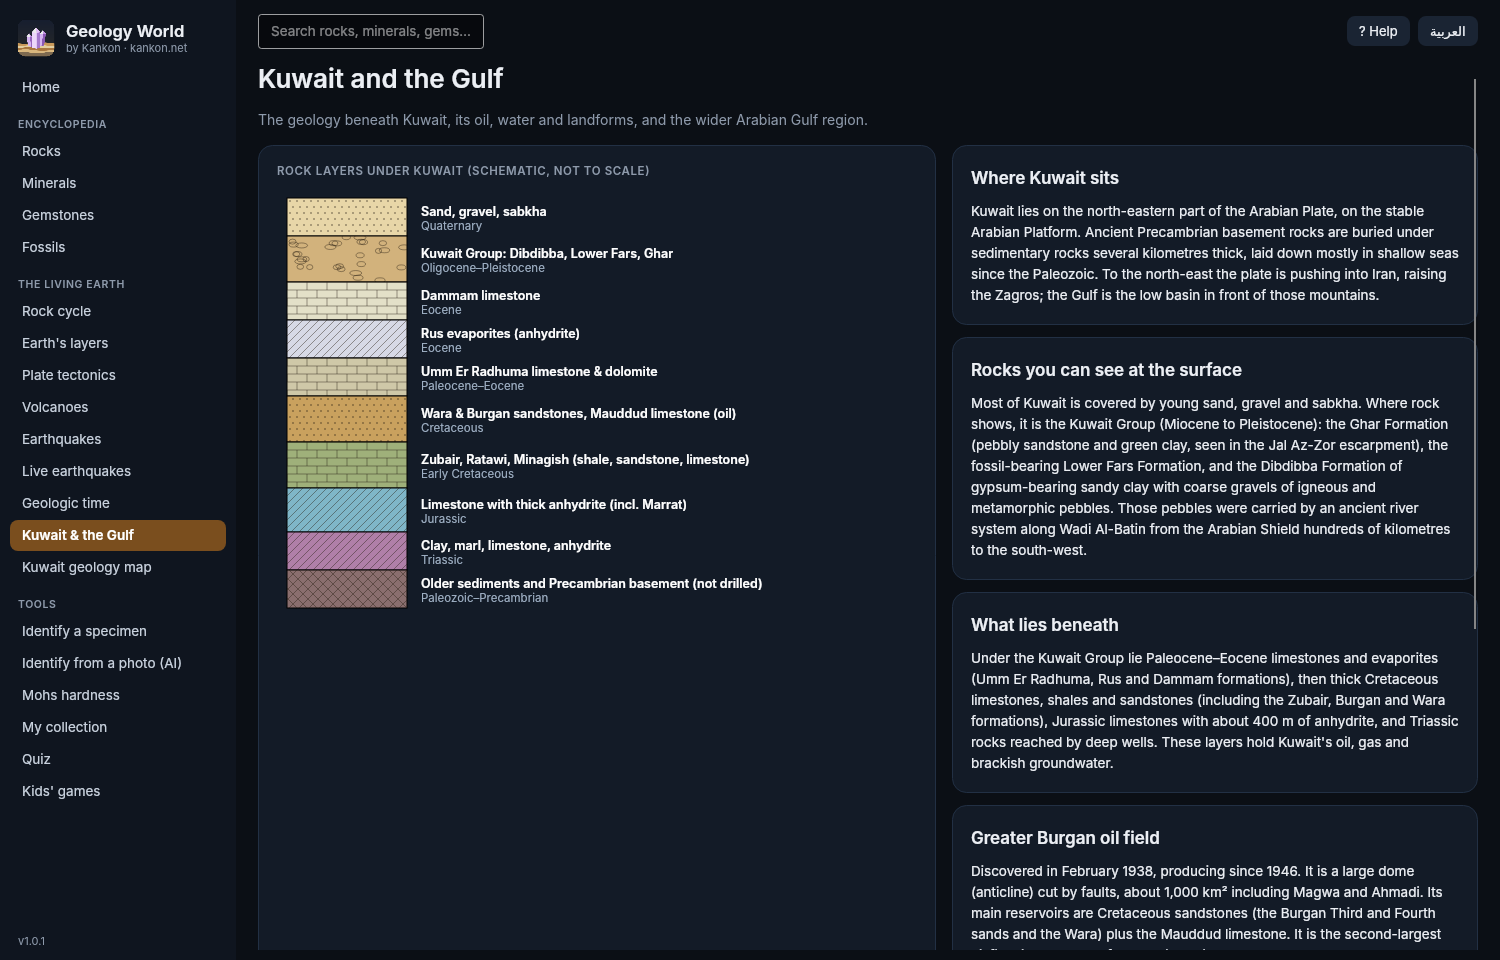 Geology World
by Kankon · kankon.net
Home
ENCYCLOPEDIA
Rocks
Minerals
Gemstones
Fossils
THE LIVING EARTH
Rock cycle
Earth's layers
Plate tectonics
Volcanoes
Earthquakes
Live earthquakes
Geologic time
Kuwait & the Gulf
Kuwait geology map
TOOLS
Identify a specimen
Identify from a photo (AI)
Mohs hardness
My collection
Quiz
Kids' games
v1.0.1
Search rocks, minerals, gems...
? Help
العربية
Kuwait and the Gulf
The geology beneath Kuwait, its oil, water and landforms, and the wider Arabian Gulf region.
ROCK LAYERS UNDER KUWAIT (SCHEMATIC, NOT TO SCALE)
Sand, gravel, sabkha
Quaternary
Kuwait Group: Dibdibba, Lower Fars, Ghar
Oligocene–Pleistocene
Dammam limestone
Eocene
Rus evaporites (anhydrite)
Eocene
Umm Er Radhuma limestone & dolomite
Paleocene–Eocene
Wara & Burgan sandstones, Mauddud limestone (oil)
Cretaceous
Zubair, Ratawi, Minagish (shale, sandstone, limestone)
Early Cretaceous
Limestone with thick anhydrite (incl. Marrat)
Jurassic
Clay, marl, limestone, anhydrite
Triassic
Older sediments and Precambrian basement (not drilled)
Paleozoic–Precambrian
Where Kuwait sits
Kuwait lies on the north-eastern part of the Arabian Plate, on the stable
Arabian Platform. Ancient Precambrian basement rocks are buried under
sedimentary rocks several kilometres thick, laid down mostly in shallow seas
since the Paleozoic. To the north-east the plate is pushing into Iran, raising
the Zagros; the Gulf is the low basin in front of those mountains.
Rocks you can see at the surface
Most of Kuwait is covered by young sand, gravel and sabkha. Where rock
shows, it is the Kuwait Group (Miocene to Pleistocene): the Ghar Formation
(pebbly sandstone and green clay, seen in the Jal Az-Zor escarpment), the
fossil-bearing Lower Fars Formation, and the Dibdibba Formation of
gypsum-bearing sandy clay with coarse gravels of igneous and
metamorphic pebbles. Those pebbles were carried by an ancient river
system along Wadi Al-Batin from the Arabian Shield hundreds of kilometres
to the south-west.
What lies beneath
Under the Kuwait Group lie Paleocene–Eocene limestones and evaporites
(Umm Er Radhuma, Rus and Dammam formations), then thick Cretaceous
limestones, shales and sandstones (including the Zubair, Burgan and Wara
formations), Jurassic limestones with about 400 m of anhydrite, and Triassic
rocks reached by deep wells. These layers hold Kuwait's oil, gas and
brackish groundwater.
Greater Burgan oil field
Discovered in February 1938, producing since 1946. It is a large dome
(anticline) cut by faults, about 1,000 km² including Magwa and Ahmadi. Its
main reservoirs are Cretaceous sandstones (the Burgan Third and Fourth
sands and the Wara) plus the Mauddud limestone. It is the second-largest